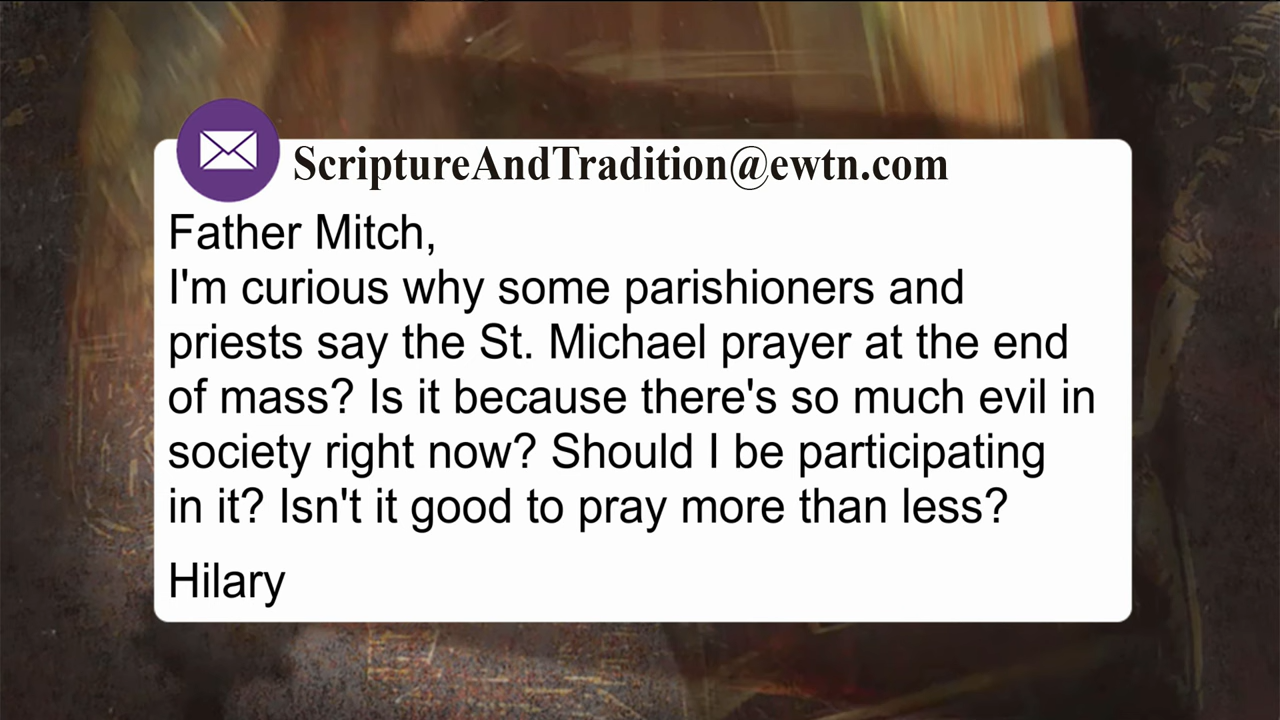 ScriptureAndTradition@ewtn.com
Father Mitch,
I'm curious why some parishioners and
priests say the St. Michael prayer at the end
of mass? Is it because there's so much evil in
society right now? Should I be participating
in it? Isn't it good to pray more than less?
Hilary